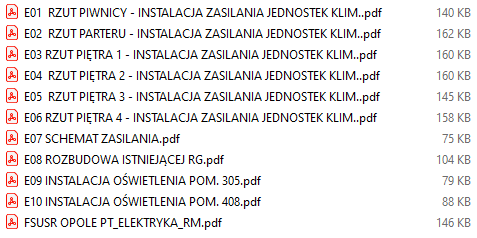 E01  RZUT PIWNICY - INSTALACJA ZASILANIA JEDNOSTEK KLIM..pdf 140 KB
E02  RZUT PARTERU - INSTALACJA ZASILANIA JEDNOSTEK KLIM..pdf 162 KB
E03 RZUT PIĘTRA 1 - INSTALACJA ZASILANIA JEDNOSTEK KLIM..pdf 160 KB
E04  RZUT PIĘTRA 2 - INSTALACJA ZASILANIA JEDNOSTEK KLIM..pdf 160 KB
E05  RZUT PIĘTRA 3 - INSTALACJA ZASILANIA JEDNOSTEK KLIM..pdf 145 KB
E06 RZUT PIĘTRA 4 - INSTALACJA ZASILANIA JEDNOSTEK KLIM..pdf 158 KB
E07 SCHEMAT ZASILANIA.pdf 75 KB
E08 ROZBUDOWA ISTNIEJĄCEJ RG.pdf 104 KB
E09 INSTALACJA OŚWIETLENIA POM. 305.pdf 79 KB
E10 INSTALACJA OŚWIETLENIA POM. 408.pdf 88 KB
FSUSR OPOLE PT_ELEKTRYKA_RM.pdf 146 KB